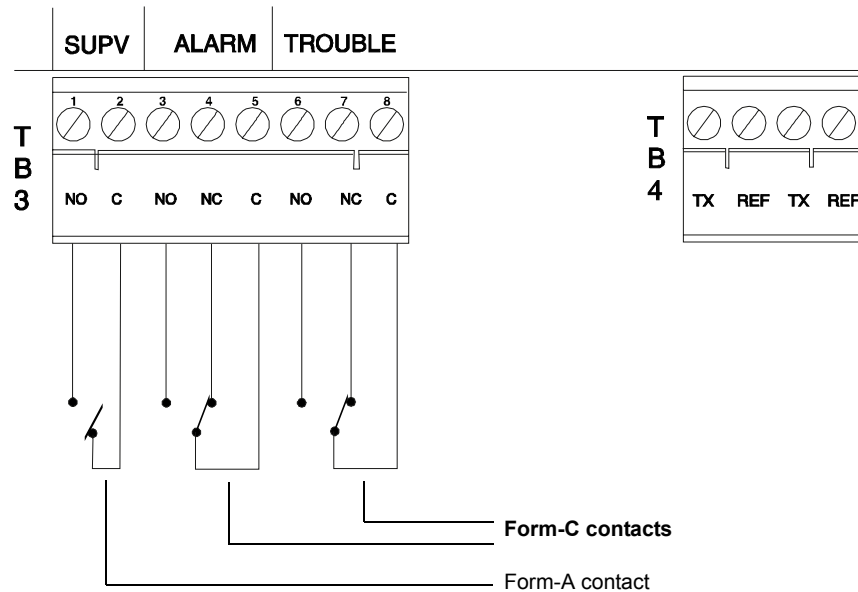 SUPV ALARM TROUBLE
1 2 3 4 5 6 7 8
T
B
3
NO C NO NC C NO NC C
T
B
4
TX REF TX REF
Form-C contacts
Form-A contact